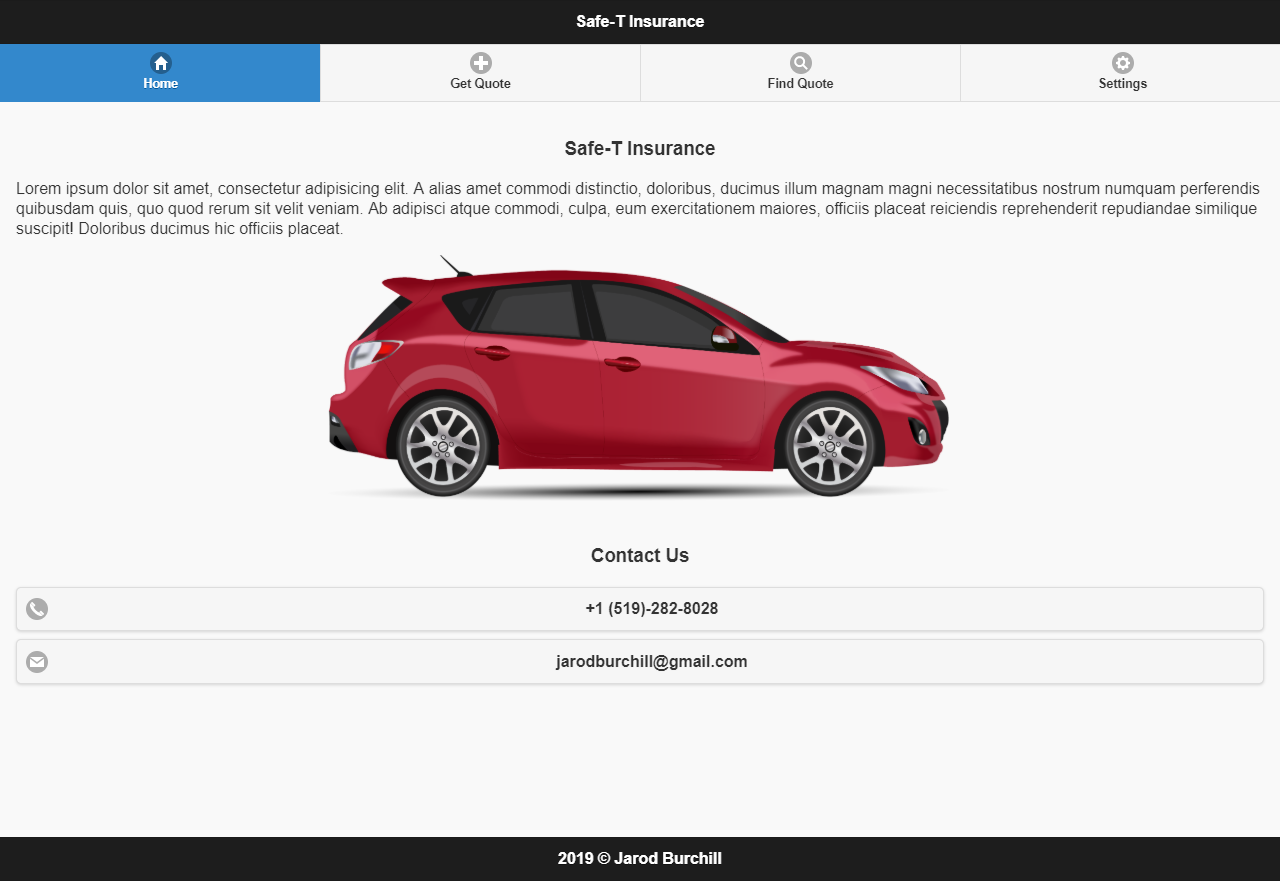 Safe-T Insurance
Home
Get Quote
Find Quote
Settings
Safe-T Insurance
Lorem ipsum dolor sit amet, consectetur adipisicing elit. A alias amet commodi distinctio, doloribus, ducimus illum magnam magni necessitatibus nostrum numquam perferendis
quibusdam quis, quo quod rerum sit velit veniam. Ab adipisci atque commodi, culpa, eum exercitationem maiores, officiis placeat reiciendis reprehenderit repudiandae similique
suscipit! Doloribus ducimus hic officiis placeat.
Contact Us
+1 (519)-282-8028
jarodburchill@gmail.com
2019 © Jarod Burchill